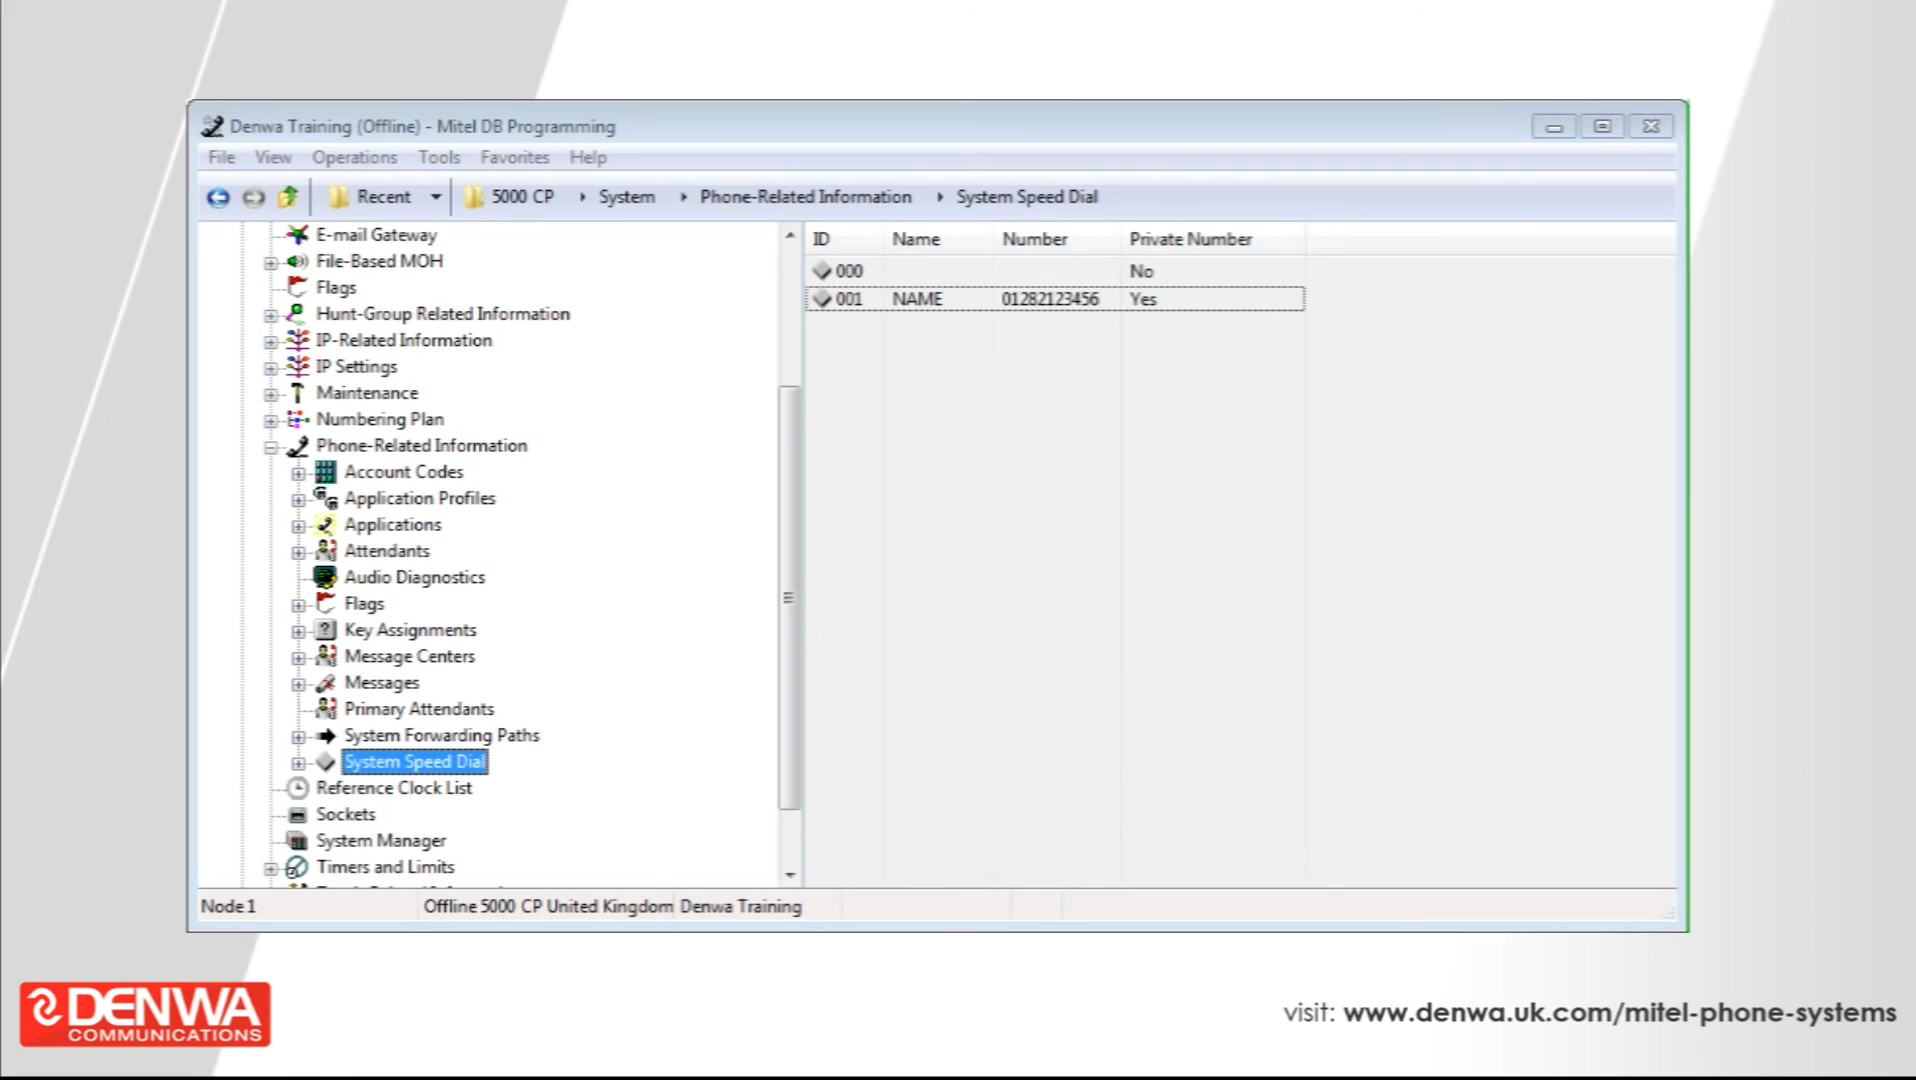 Denwa Training (Offline) - Mitel DB Programming
File View Operations Tools Favorites Help
Recent 5000 CP System Phone-Related Information System Speed Dial
E-mail Gateway
File-Based MOH
Flags
Hunt-Group Related Information
IP-Related Information
IP Settings
Maintenance
Numbering Plan
Phone-Related Information
Account Codes
Application Profiles
Applications
Attendants
Audio Diagnostics
Flags
Key Assignments
Message Centers
Messages
Primary Attendants
System Forwarding Paths
System Speed Dial
Reference Clock List
Sockets
System Manager
Timers and Limits
ID Name Number Private Number
000 No
001 NAME 01282123456 Yes
Node1 Offline 5000 CP United Kingdom Denwa Training
DENWA
COMMUNICATIONS
visit: www.denwa.uk.com/mitel-phone-systems